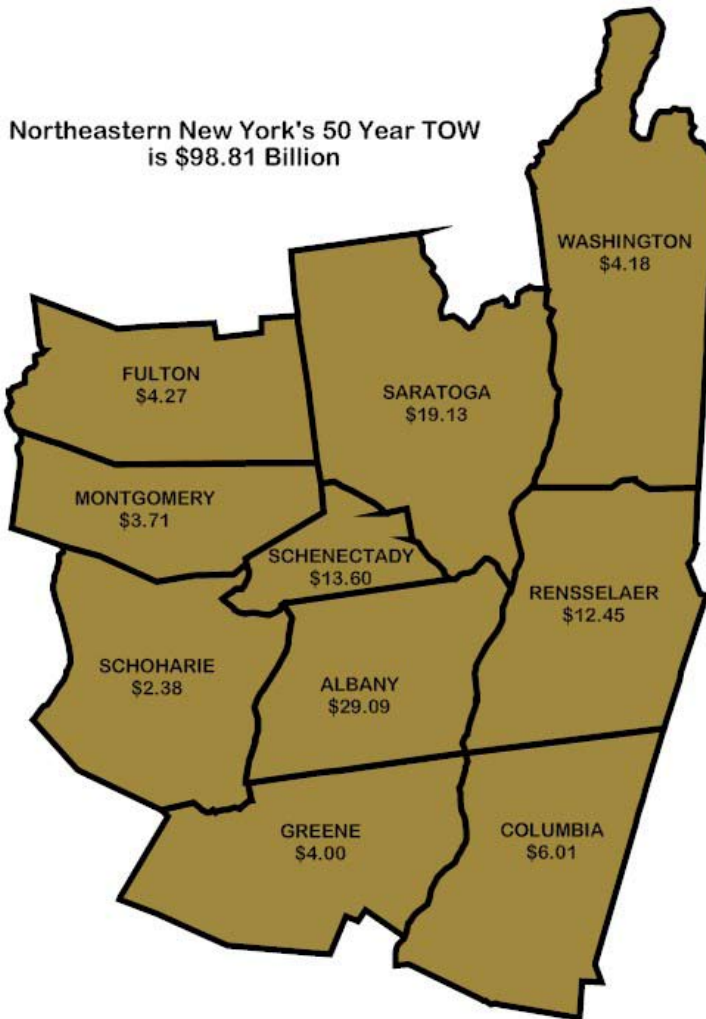 Northeastern New York's 50 Year TOW
is $98.81 Billion
WASHINGTON
$4.18
FULTON
$4.27
SARATOGA
$19.13
MONTGOMERY
$3.71
SCHENECTADY
$13.60
RENSSELAER
$12.45
SCHOHARIE
$2.38
ALBANY
$29.09
GREENE
$4.00
COLUMBIA
$6.01